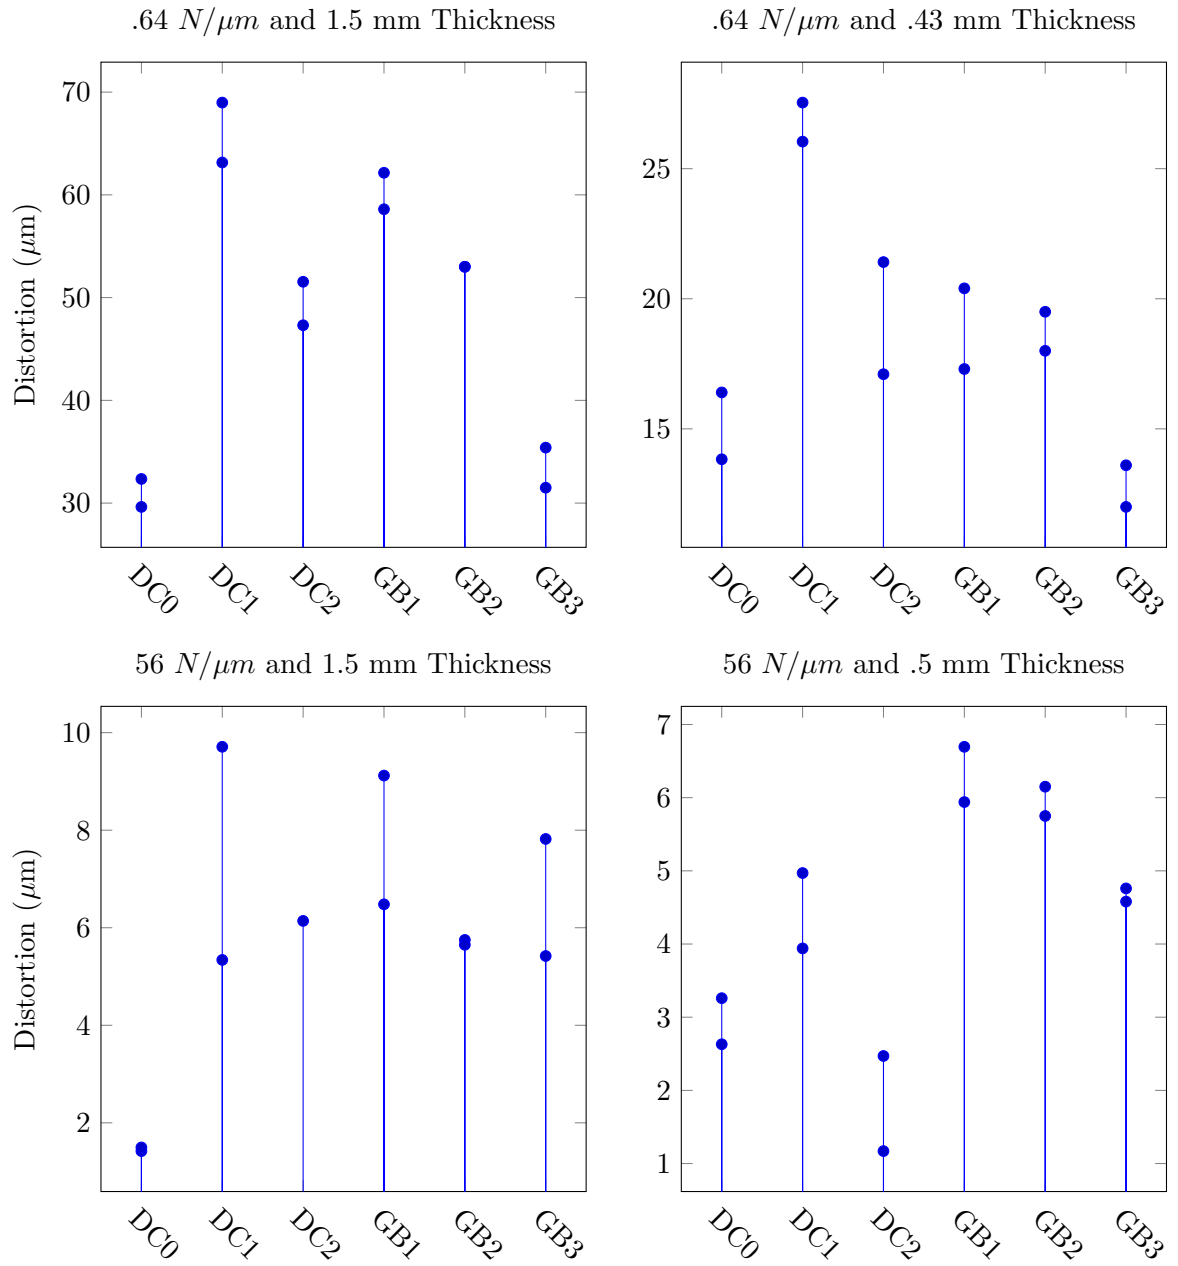 .64 N/μm and 1.5 mm Thickness
.64 N/μm and .43 mm Thickness
Distortion (μm)
70
60
50
40
30
DC0 DC1 DC2 GB1 GB2 GB3
25
20
15
DC0 DC1 DC2 GB1 GB2 GB3
56 N/μm and 1.5 mm Thickness
56 N/μm and .5 mm Thickness
Distortion (μm)
10
8
6
4
2
DC0 DC1 DC2 GB1 GB2 GB3
7
6
5
4
3
2
1
DC0 DC1 DC2 GB1 GB2 GB3